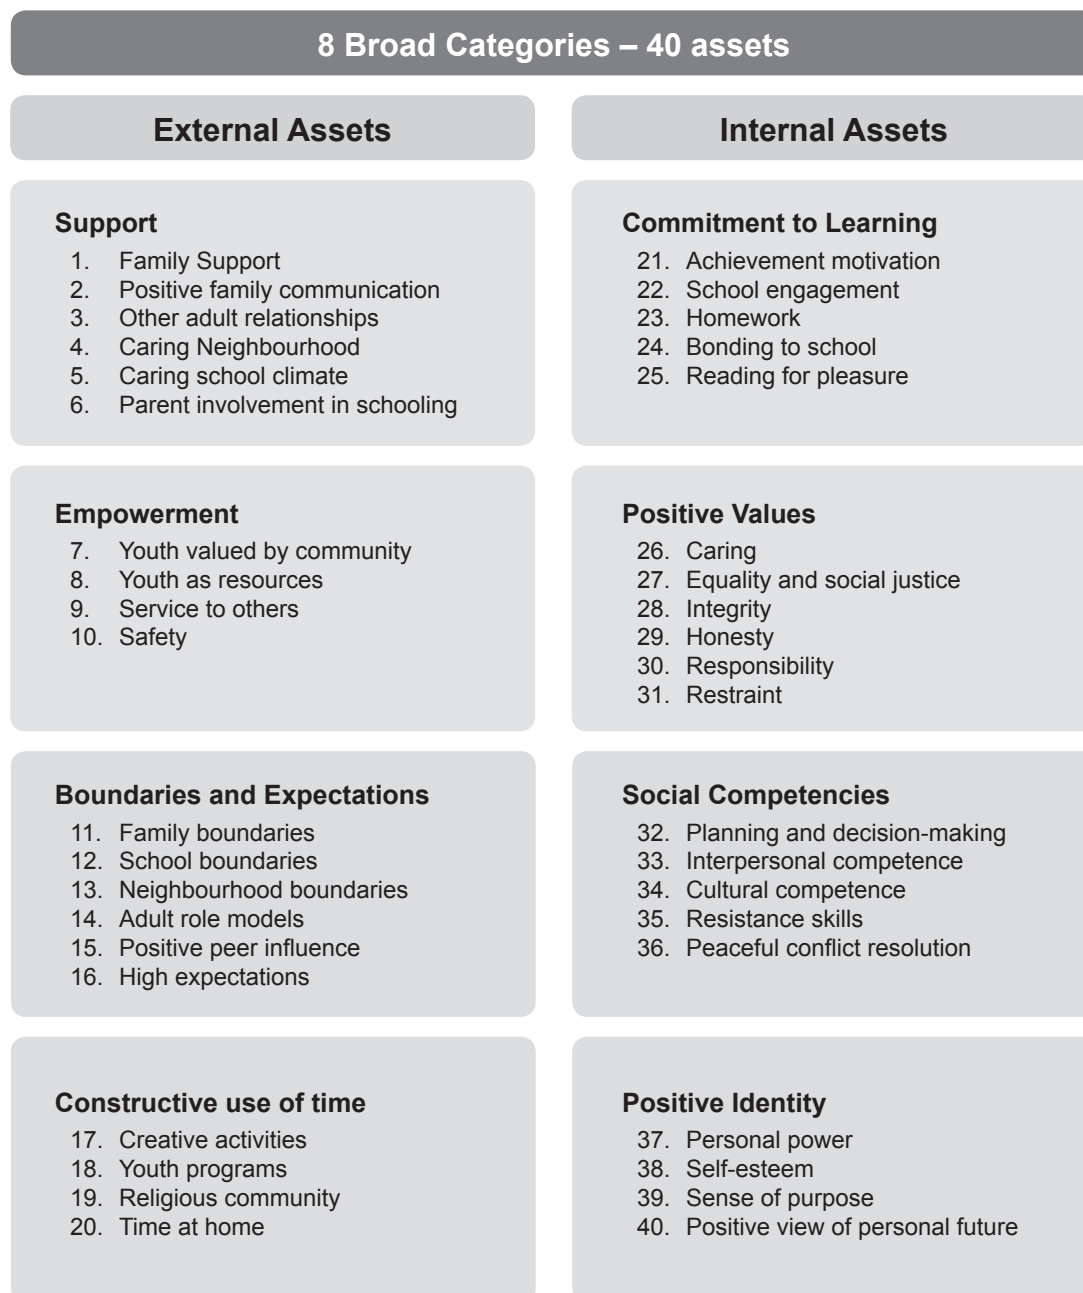 8 Broad Categories – 40 assets
External Assets
Support
1. Family Support
2. Positive family communication
3. Other adult relationships
4. Caring Neighbourhood
5. Caring school climate
6. Parent involvement in schooling
Empowerment
7. Youth valued by community
8. Youth as resources
9. Service to others
10. Safety
Boundaries and Expectations
11. Family boundaries
12. School boundaries
13. Neighbourhood boundaries
14. Adult role models
15. Positive peer influence
16. High expectations
Constructive use of time
17. Creative activities
18. Youth programs
19. Religious community
20. Time at home
Internal Assets
Commitment to Learning
21. Achievement motivation
22. School engagement
23. Homework
24. Bonding to school
25. Reading for pleasure
Positive Values
26. Caring
27. Equality and social justice
28. Integrity
29. Honesty
30. Responsibility
31. Restraint
Social Competencies
32. Planning and decision-making
33. Interpersonal competence
34. Cultural competence
35. Resistance skills
36. Peaceful conflict resolution
Positive Identity
37. Personal power
38. Self-esteem
39. Sense of purpose
40. Positive view of personal future